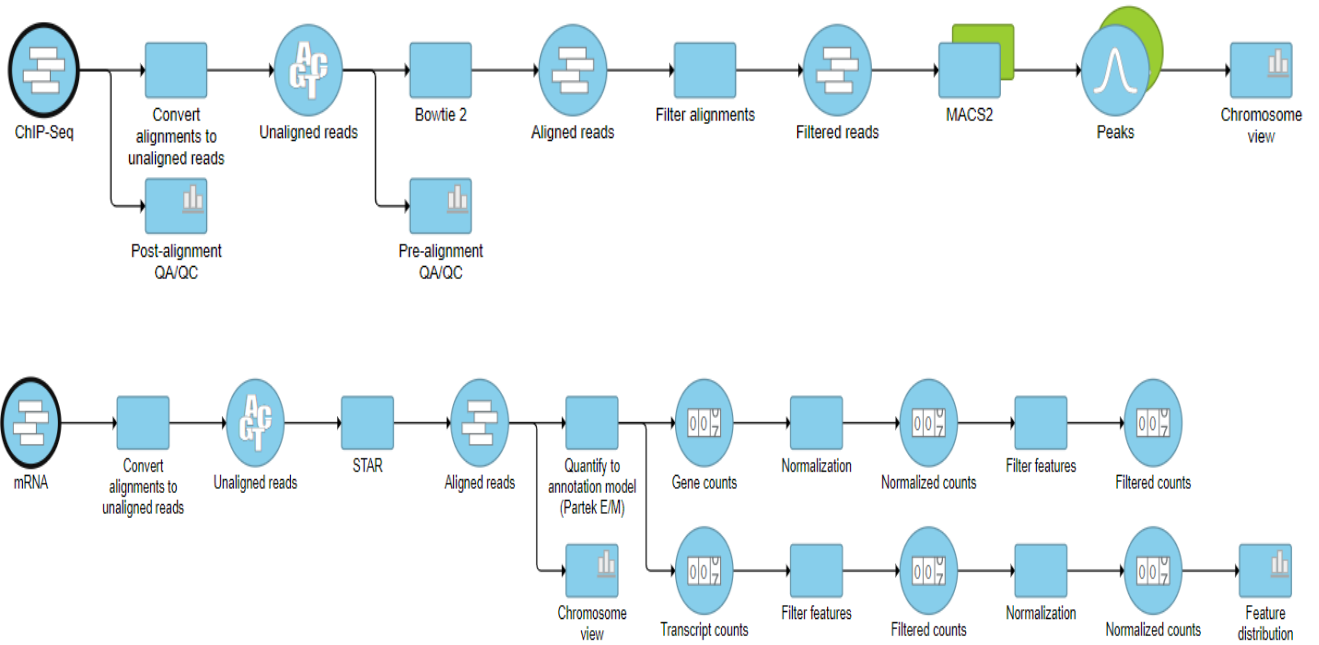 ChIP-Seq
Convert
alignments to
unaligned reads
Unaligned reads
Bowtie 2
Aligned reads
Filter alignments
Filtered reads
MACS2
Peaks
Chromosome
view
Post-alignment
QA/QC
Pre-alignment
QA/QC
mRNA
Convert
alignments to
unaligned reads
Unaligned reads
STAR
Aligned reads
Quantify to
annotation model
(Partek E/M)
Gene counts
Normalization
Normalized counts
Filter features
Filtered counts
Chromosome
view
Transcript counts
Filter features
Filtered counts
Normalization
Normalized counts
Feature
distribution